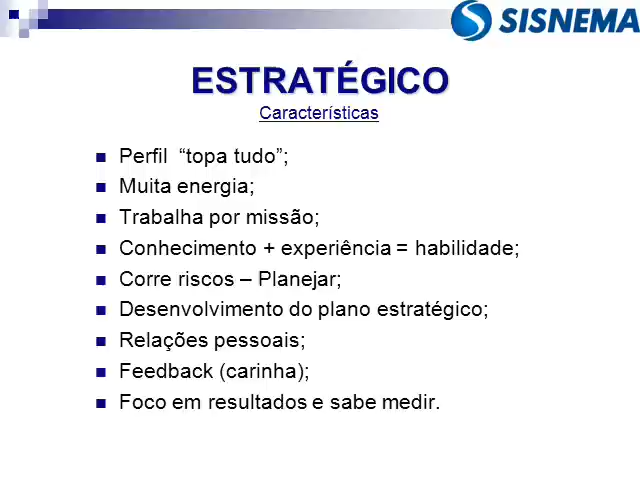 SISNEMA
ESTRATÉGICO
Características
Perfil  “topa tudo”;
Muita energia;
Trabalha por missão;
Conhecimento + experiência = habilidade;
Corre riscos – Planejar;
Desenvolvimento do plano estratégico;
Relações pessoais;
Feedback (carinha);
Foco em resultados e sabe medir.